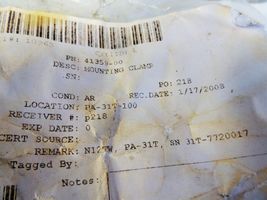 PN: 41359-00
DESC: MOUNTING CLAMP
SN:
PO: 218
COND: AR
REC.DATE: 1/17/2008
LOCATION: PA-31T-100
RECEIVER #: p218
EXP DATE: 0
CERT SOURCE:
REMARK: N125W, PA-31T, SN 31T-7720017
Tagged By:
Notes: